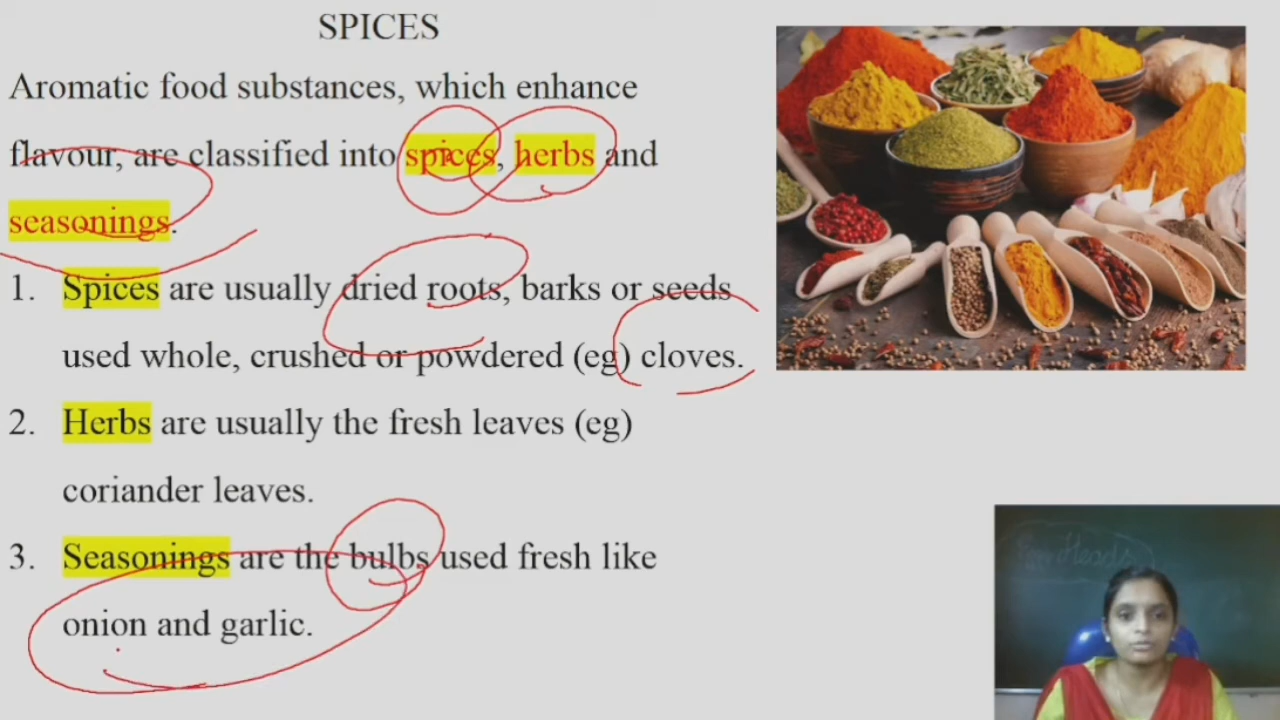 SPICES
Aromatic food substances, which enhance
flavour, are classified into spices, herbs and
seasonings.
1. Spices are usually dried roots, barks or seeds
used whole, crushed or powdered (eg) cloves.
2. Herbs are usually the fresh leaves (eg)
coriander leaves.
3. Seasonings are the bulbs used fresh like
onion and garlic.